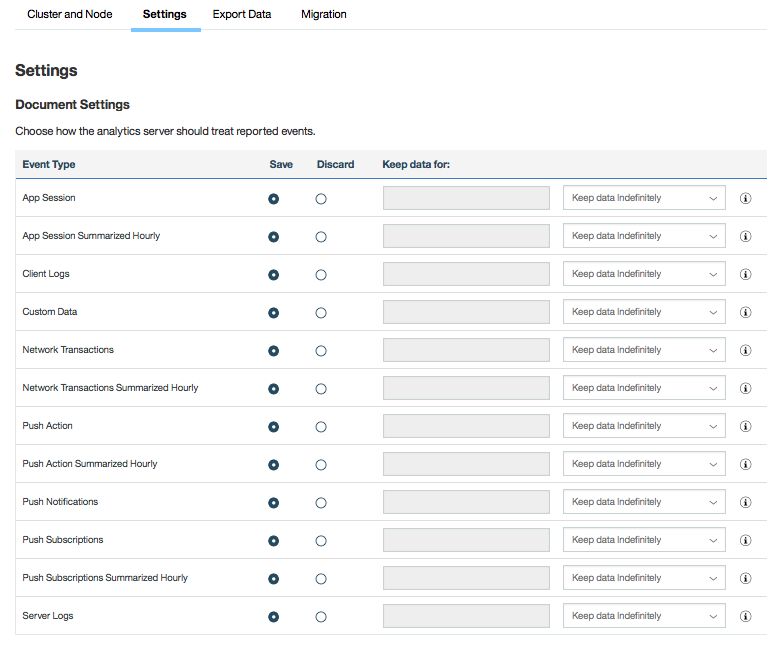 Cluster and Node Settings Export Data Migration
Settings
Document Settings
Choose how the analytics server should treat reported events.
Event Type Save Discard Keep data for:
App Session Keep data Indefinitely
App Session Summarized Hourly Keep data Indefinitely
Client Logs Keep data Indefinitely
Custom Data Keep data Indefinitely
Network Transactions Keep data Indefinitely
Network Transactions Summarized Hourly Keep data Indefinitely
Push Action Keep data Indefinitely
Push Action Summarized Hourly Keep data Indefinitely
Push Notifications Keep data Indefinitely
Push Subscriptions Keep data Indefinitely
Push Subscriptions Summarized Hourly Keep data Indefinitely
Server Logs Keep data Indefinitely